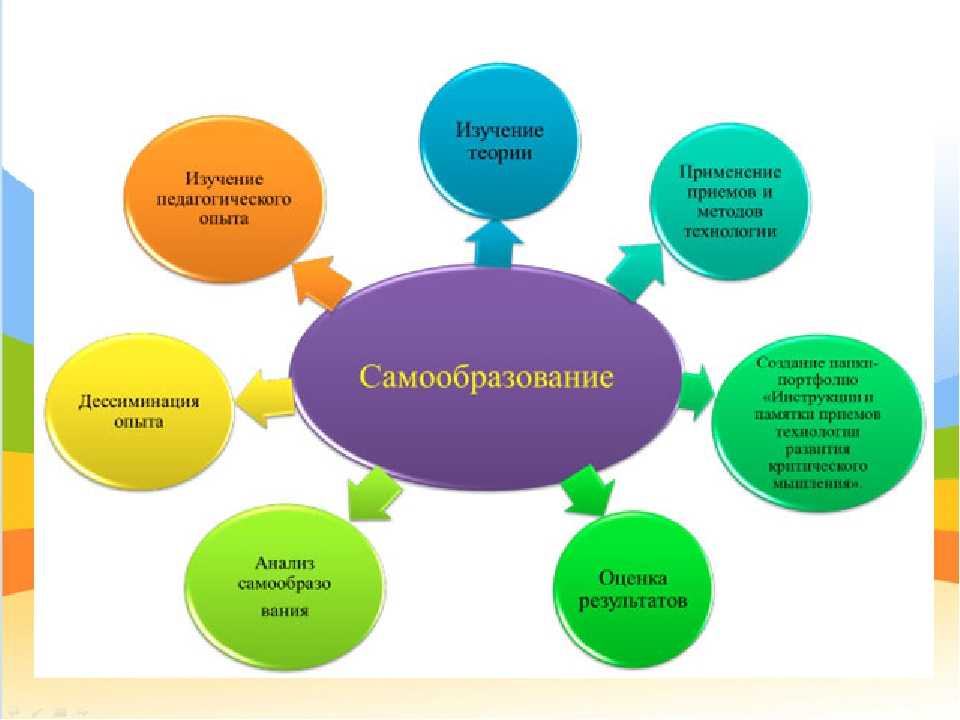 Изучение
теории
Применение
приемов и
методов
технологии
Создание папки-
портфолио
«Инструкции и
памятки приемов
технологии
развития
критического
мышления».
Оценка
результатов
Анализ
самообразо
вания
Дессиминация
опыта
Изучение
педагогического
опыта
Самообразование